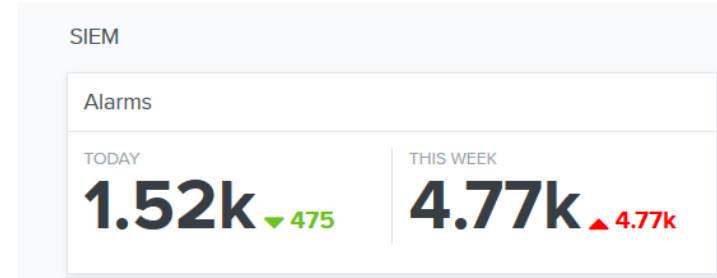 SIEM
Alarms
TODAY
1.52k 475
THIS WEEK
4.77k 4.77k